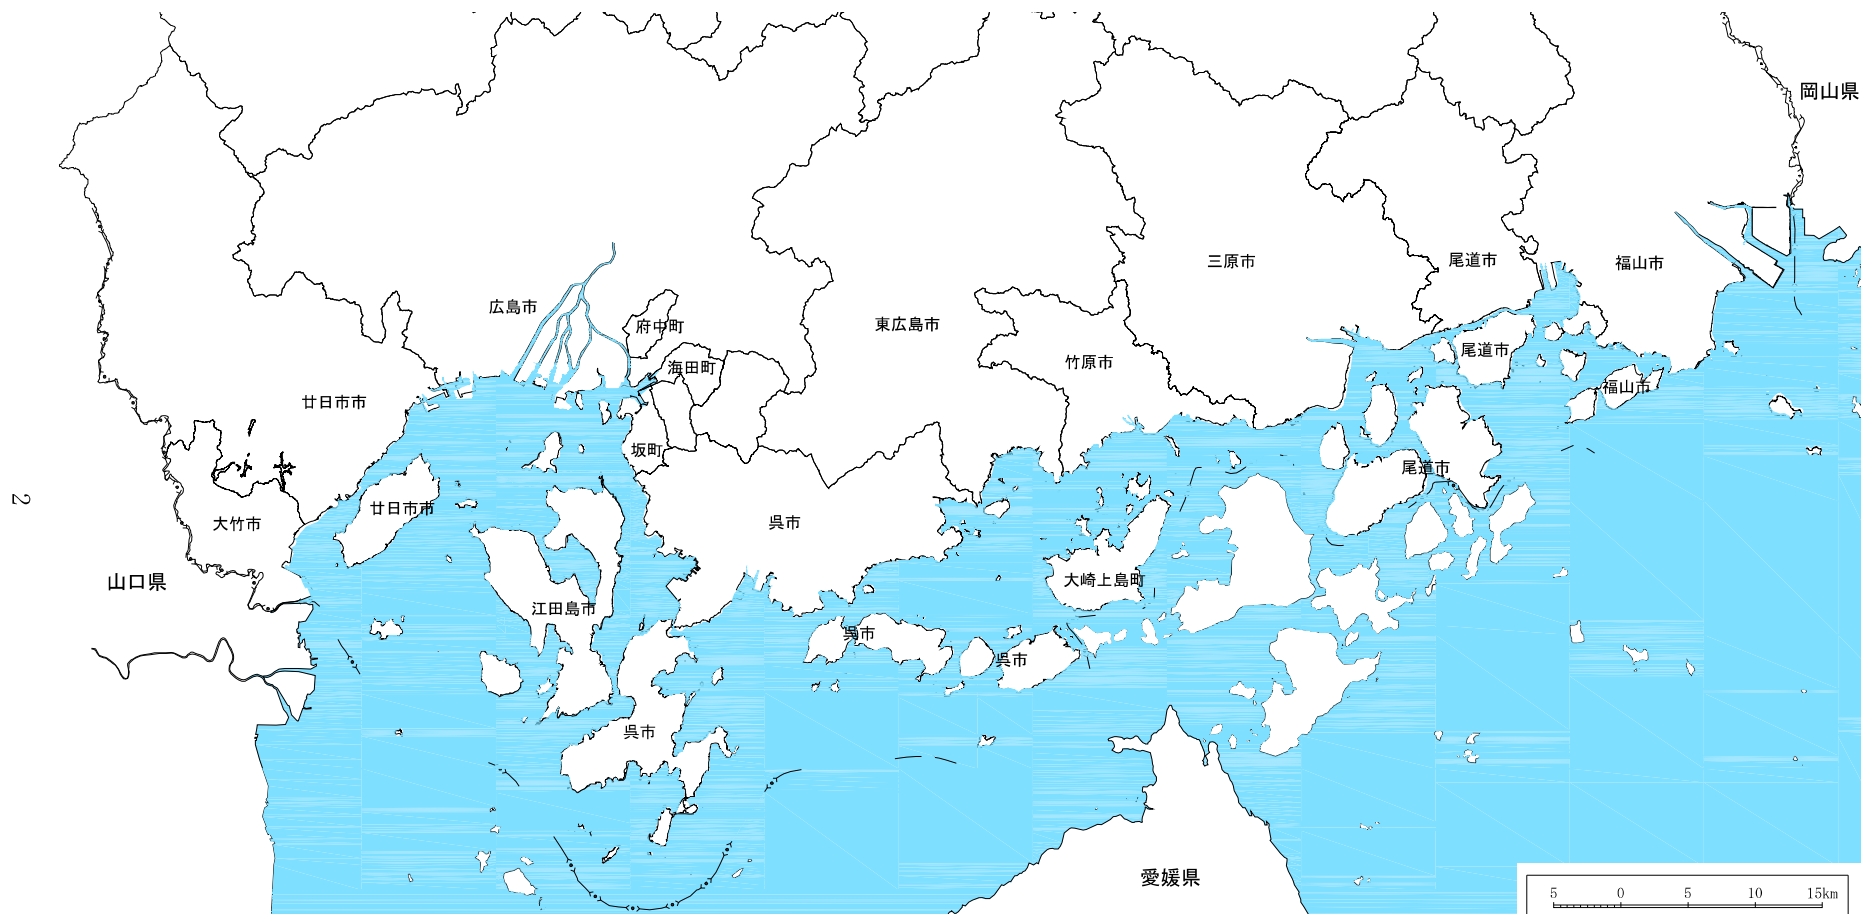 岡山県
三原市
尾道市
福山市
広島市
府中町
東広島市
海田町
竹原市
尾道市
福山市
廿日市市
坂町
尾道市
2
大竹市
廿日市市
呉市
山口県
江田島市
大崎上島町
呉市
呉市
呉市
愛媛県
5 0 5 10 15km